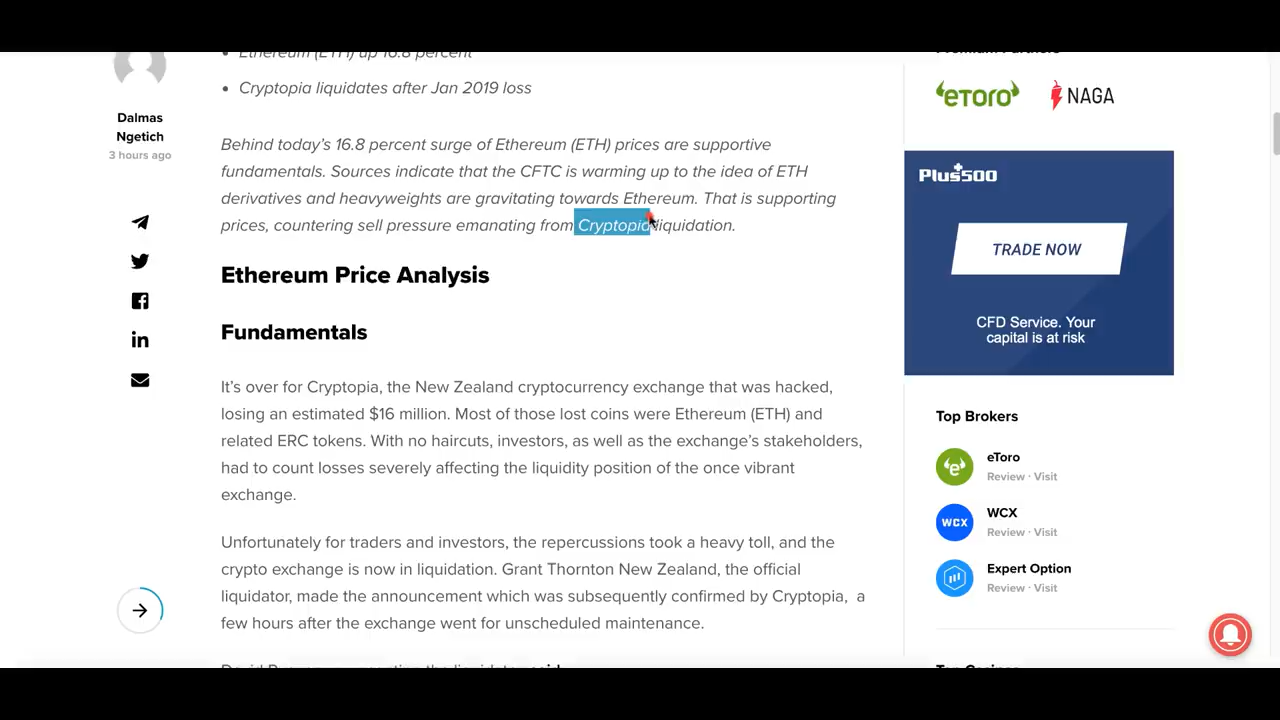 Ethereum (ETH) up 16.8 percent
Cryptopia liquidates after Jan 2019 loss
Dalmas
Ngetich
3 hours ago
Behind today's 16.8 percent surge of Ethereum (ETH) prices are supportive
fundamentals. Sources indicate that the CFTC is warming up to the idea of ETH
derivatives and heavyweights are gravitating towards Ethereum. That is supporting
prices, countering sell pressure emanating from Cryptopia liquidation.
Ethereum Price Analysis
Fundamentals
It's over for Cryptopia, the New Zealand cryptocurrency exchange that was hacked,
losing an estimated $16 million. Most of those lost coins were Ethereum (ETH) and
related ERC tokens. With no haircuts, investors, as well as the exchange's stakeholders,
had to count losses severely affecting the liquidity position of the once vibrant
exchange.
Unfortunately for traders and investors, the repercussions took a heavy toll, and the
crypto exchange is now in liquidation. Grant Thornton New Zealand, the official
liquidator, made the announcement which was subsequently confirmed by Cryptopia, a
few hours after the exchange went for unscheduled maintenance.
Premium Partners
eToro
NAGA
Plus500
TRADE NOW
CFD Service. Your
capital is at risk
Top Brokers
eToro
Review · Visit
WCX
WCX
Review · Visit
Expert Option
Review · Visit